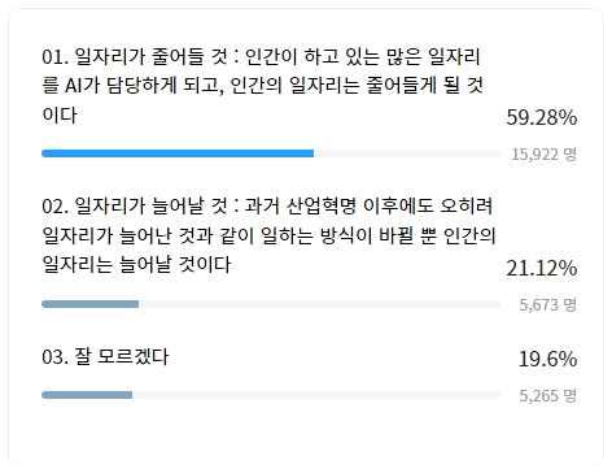 01. 일자리가 줄어들 것 : 인간이 하고 있는 많은 일자리
를 AI가 담당하게 되고, 인간의 일자리는 줄어들게 될 것
이다
59.28%
15,922 명
02. 일자리가 늘어날 것 : 과거 산업혁명 이후에도 오히려
일자리가 늘어난 것과 같이 일하는 방식이 바뀔 뿐 인간의
일자리는 늘어날 것이다
21.12%
5,673 명
03. 잘 모르겠다
19.6%
5,265 명